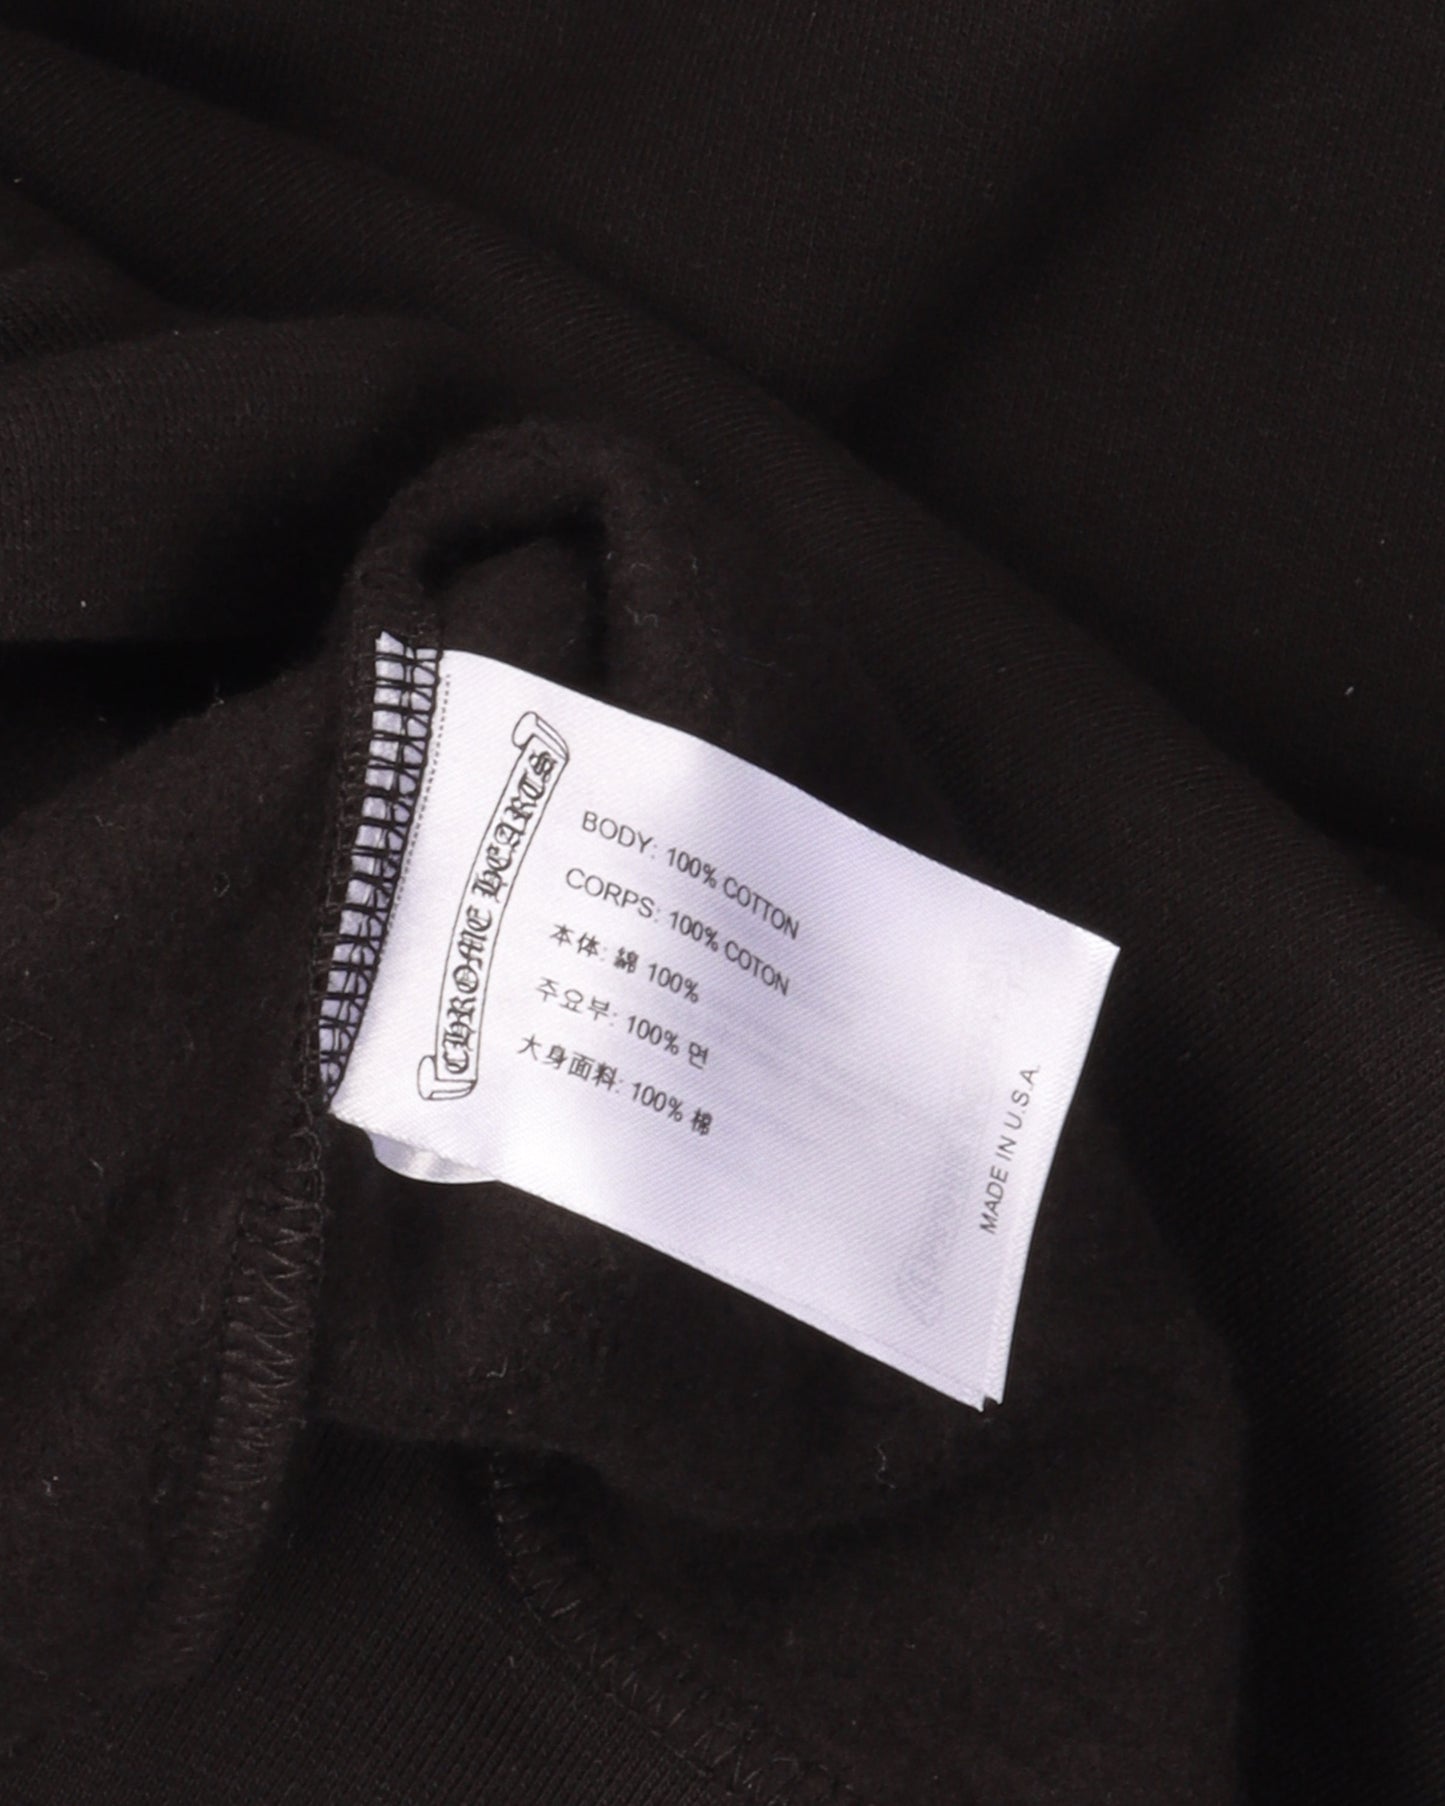 CHROME HEARTS
BODY: 100% COTTON
CORPS: 100% COTON
本体: 綿 100%
주요부: 100% 면
大身面料: 100% 棉
MADE IN U.S.A.